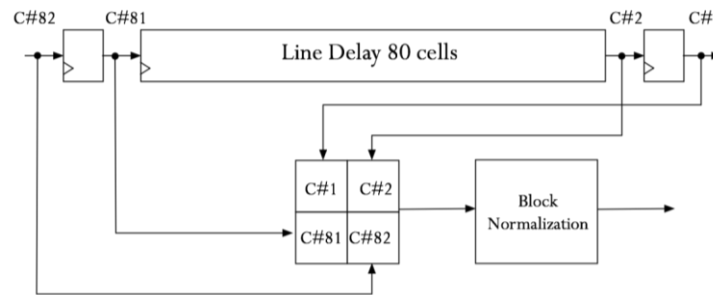 C#82
C#81
C#2
C#
Line Delay 80 cells
C#1
C#2
C#81
C#82
Block
Normalization